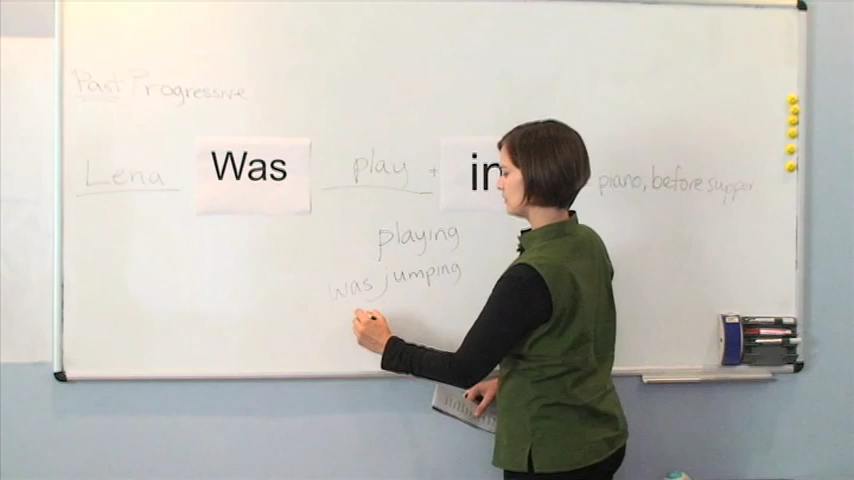 Past Progressive
Lena Was play + in piano, before supper
playing
was jumping